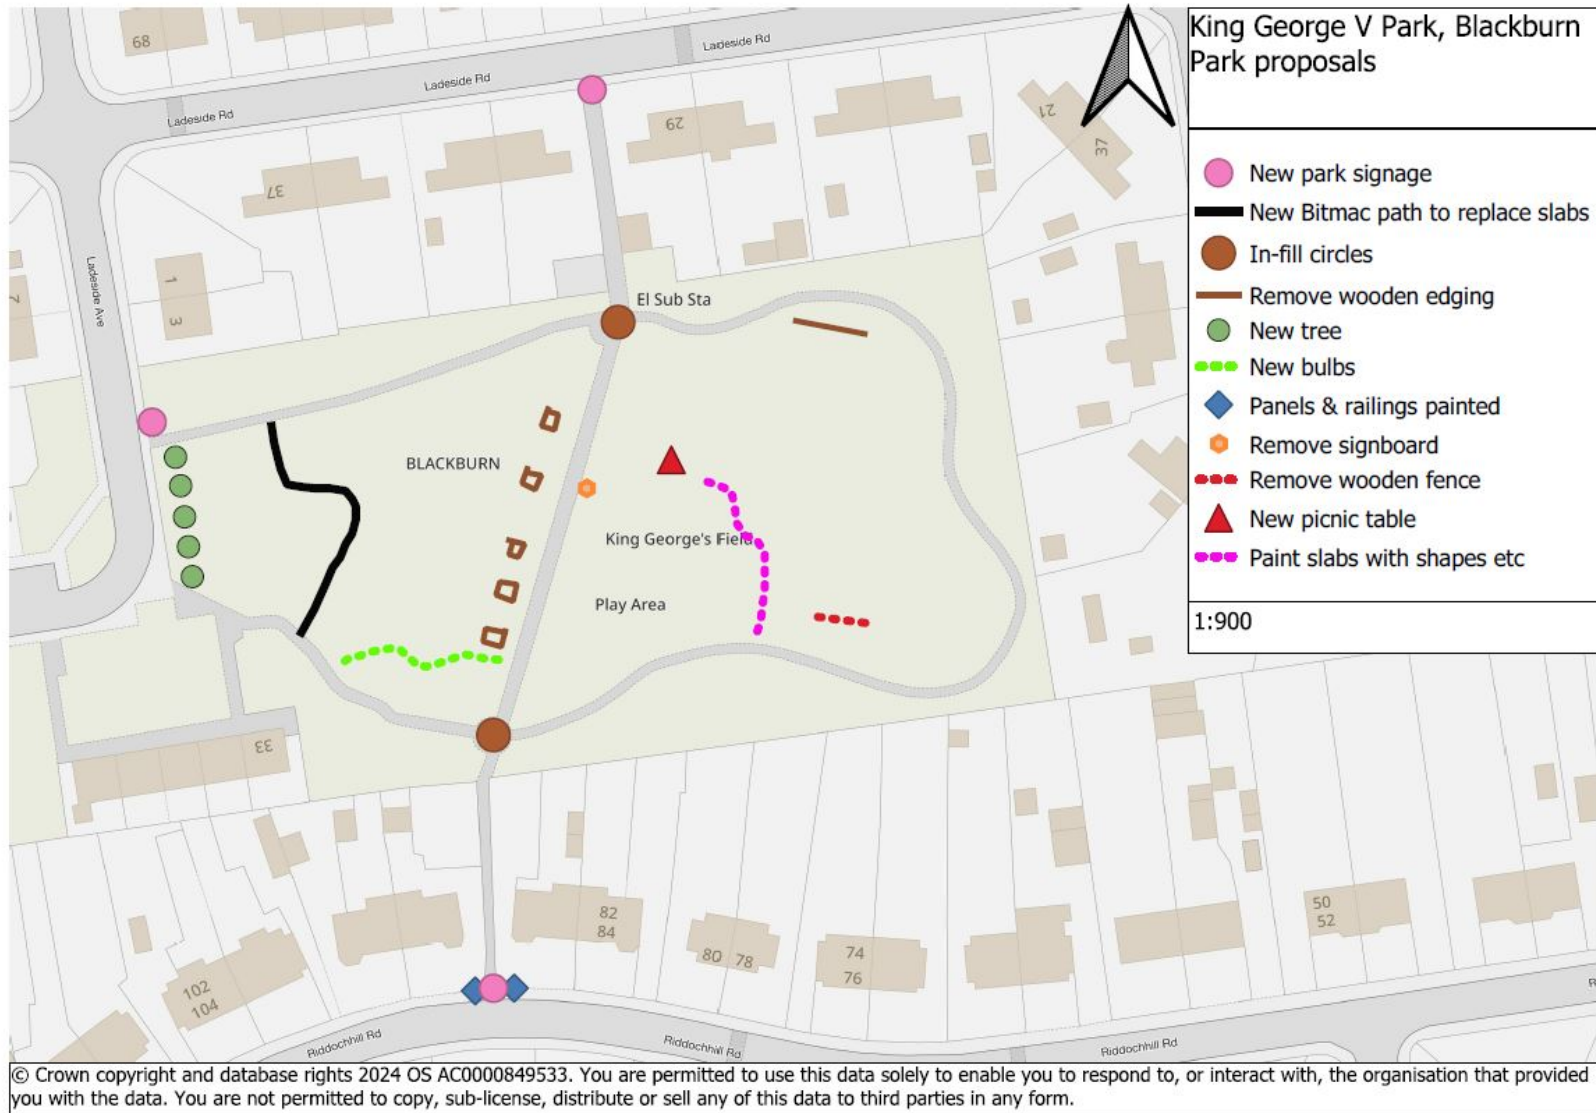 King George V Park, Blackburn
Park proposals
New park signage
New Bitmac path to replace slabs
In-fill circles
Remove wooden edging
New tree
New bulbs
Panels & railings painted
Remove signboard
Remove wooden fence
New picnic table
Paint slabs with shapes etc
1:900
68
Ladeside Rd
Ladeside Rd
Ladeside Rd
29
21
37
37
Ladeside Ave
1
3
El Sub Sta
BLACKBURN
King George's Field
Play Area
33
82
84
80 78
74
76
50
52
102
104
Riddochhill Rd
Riddochhill Rd
Riddochhill Rd
R
© Crown copyright and database rights 2024 OS AC0000849533. You are permitted to use this data solely to enable you to respond to, or interact with, the organisation that provided
you with the data. You are not permitted to copy, sub-license, distribute or sell any of this data to third parties in any form.